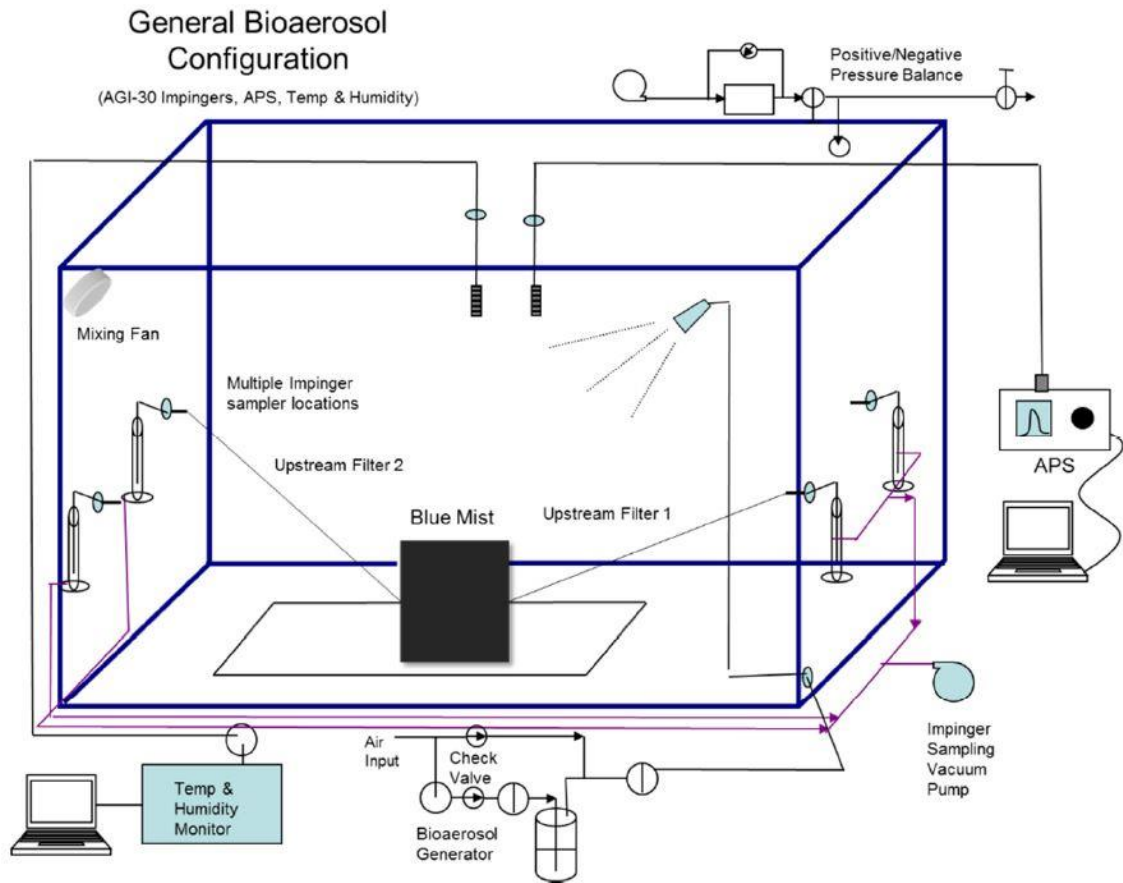 General Bioaerosol
Configuration
(AGI-30 Impingers, APS, Temp & Humidity)
Positive/Negative
Pressure Balance
Mixing Fan
Multiple Impinger
sampler locations
Upstream Filter 2
Upstream Filter 1
Blue Mist
APS
Air
Input
Check
Valve
Bioaerosol
Generator
Temp &
Humidity
Monitor
Impinger
Sampling
Vacuum
Pump